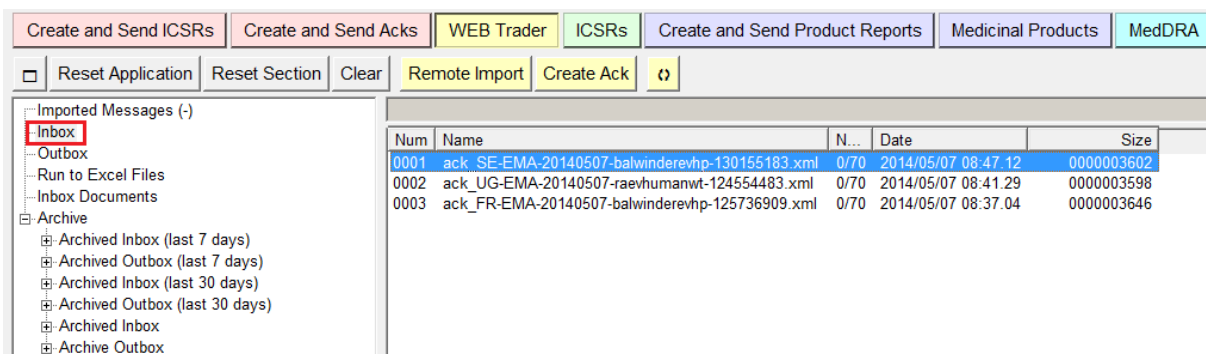 Create and Send ICSRs Create and Send Acks WEB Trader ICSRs Create and Send Product Reports Medicinal Products MedDRA
Reset Application Reset Section Clear Remote Import Create Ack
Imported Messages (-)
Inbox
Outbox
Run to Excel Files
Inbox Documents
Archive
Archived Inbox (last 7 days)
Archived Outbox (last 7 days)
Archived Inbox (last 30 days)
Archived Outbox (last 30 days)
Archived Inbox
Archive Outbox
Num Name N... Date Size
0001 ack_SE-EMA-20140507-balwinderevhp-130155183.xml 0/70 2014/05/07 08:47.12 0000003602
0002 ack_UG-EMA-20140507-raevhumanwt-124554483.xml 0/70 2014/05/07 08:41.29 0000003598
0003 ack_FR-EMA-20140507-balwinderevhp-125736909.xml 0/70 2014/05/07 08:37.04 0000003646